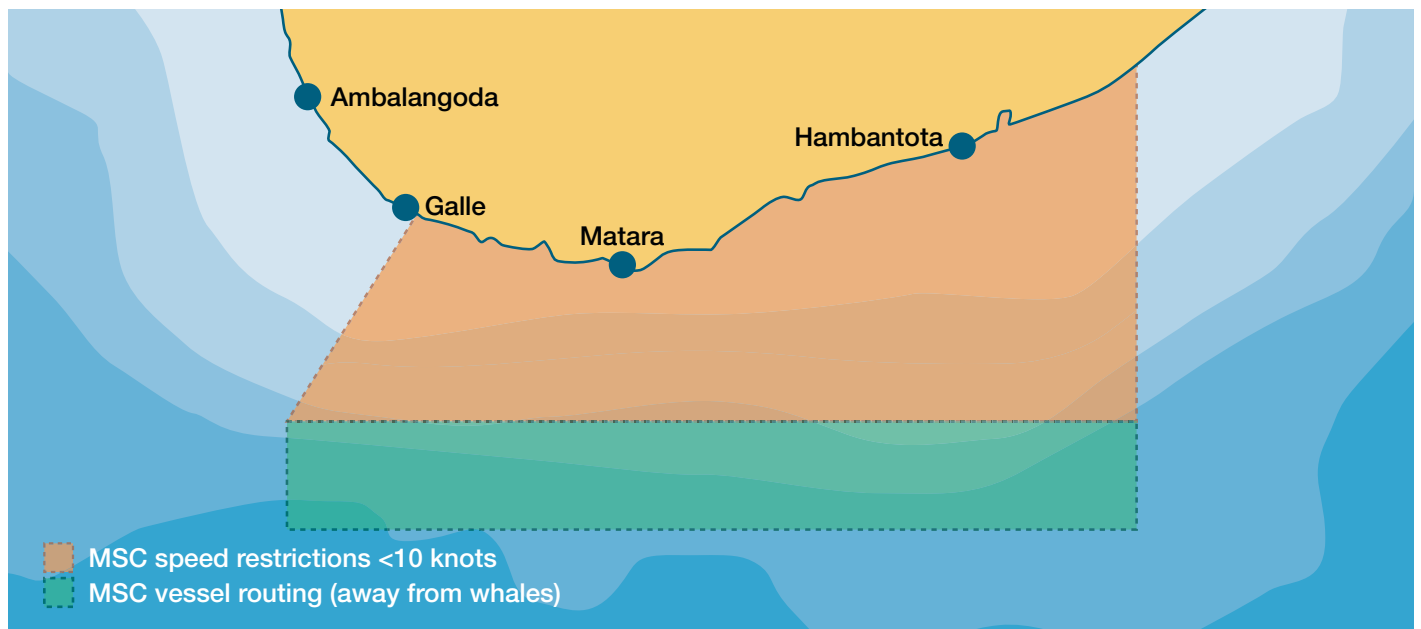 Ambalangoda
Hambantota
Galle
Matara
MSC speed restrictions <10 knots
MSC vessel routing (away from whales)